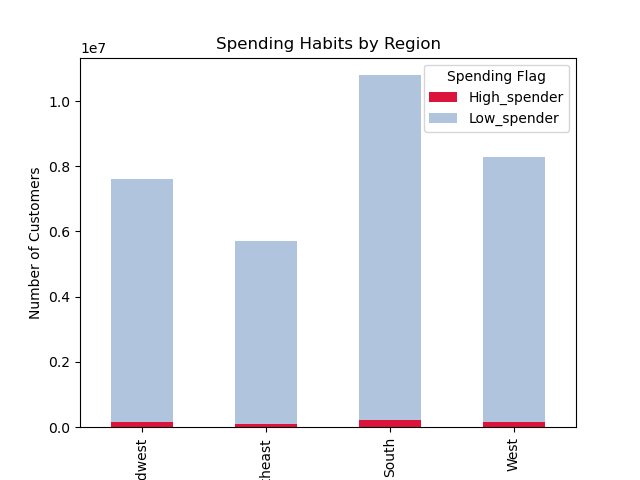 Spending Habits by Region
1e7
Spending Flag
High_spender
Low_spender
Number of Customers
1.0
0.8
0.6
0.4
0.2
0.0
dwest
theast
South
West